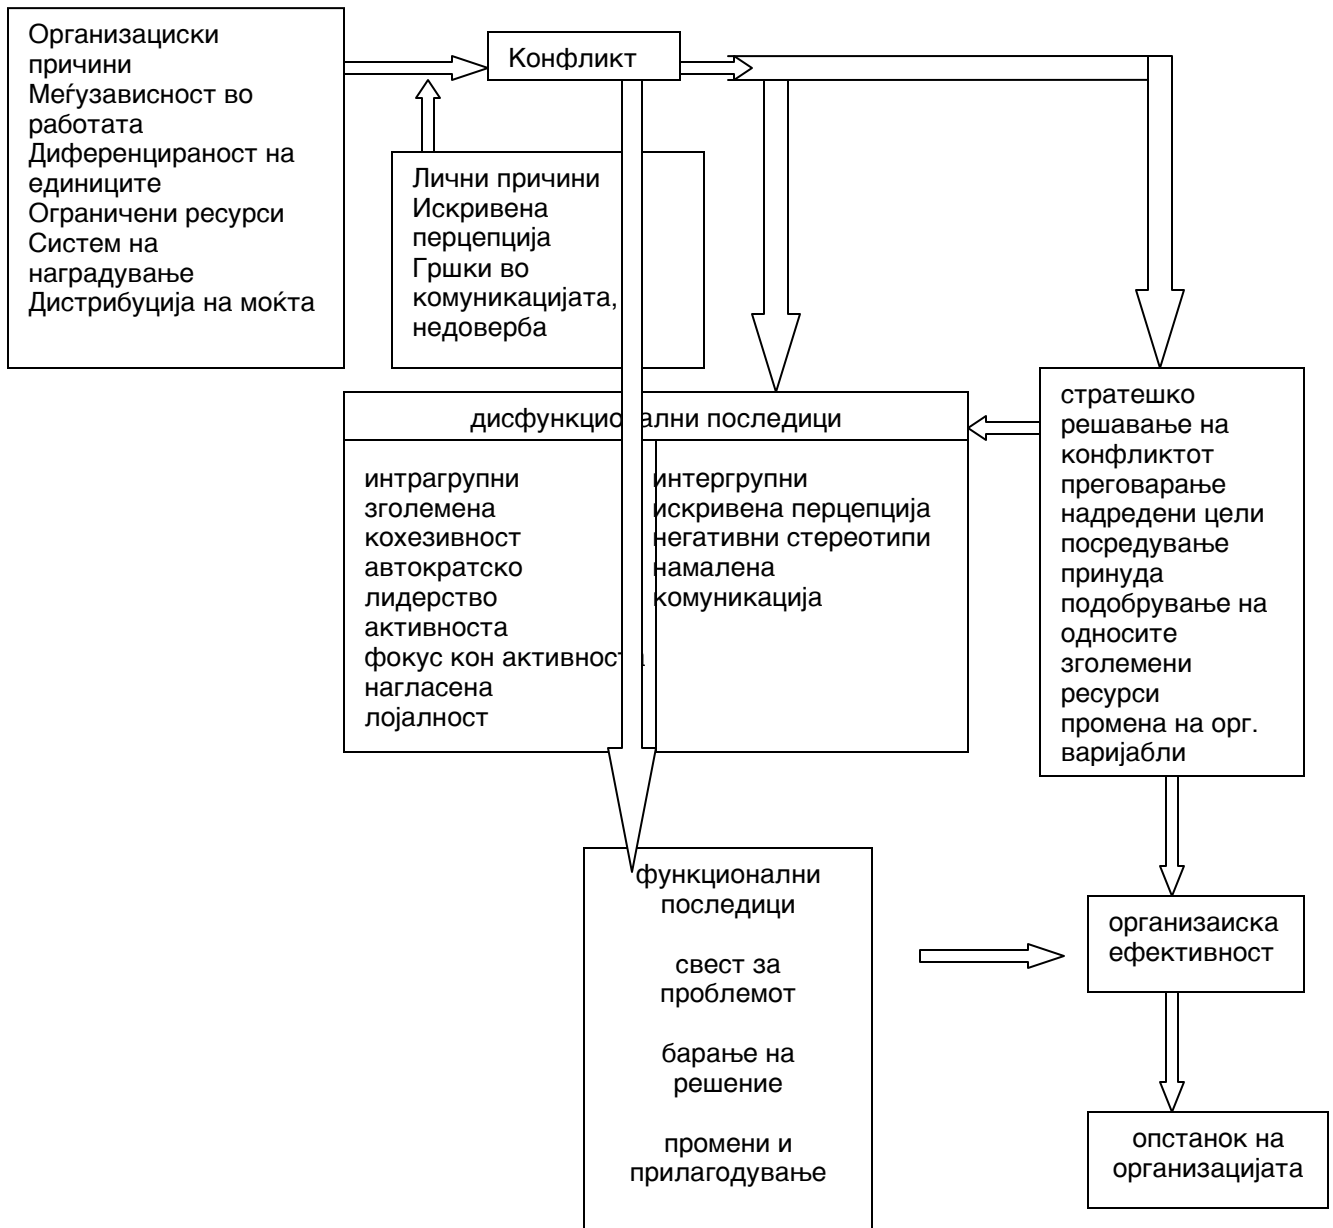 Организациски
причини
Меѓузависност во
работата
Диференцираност на
единиците
Ограничени ресурси
Систем на
наградување
Дистрибуција на моќта
Конфликт
Лични причини
Искривена
перцепција
Гршки во
комуникацијата,
недоверба
дисфункционални последици
интрагрупни
зголемена
кохезивност
автократско
лидерство
активноста
фокус кон активноста
нагласена
лојалност
интергрупни
искривена перцепција
негативни стереотипи
намалена
комуникација
стратешко
решавање на
конфликтот
преговарање
надредени цели
посредување
принуда
подобрување на
односите
зголемени
ресурси
промена на орг.
варијабли
функционални
последици
свест за
проблемот
барање на
решение
промени и
прилагодување
организаиска
ефективност
опстанок на
организацијата